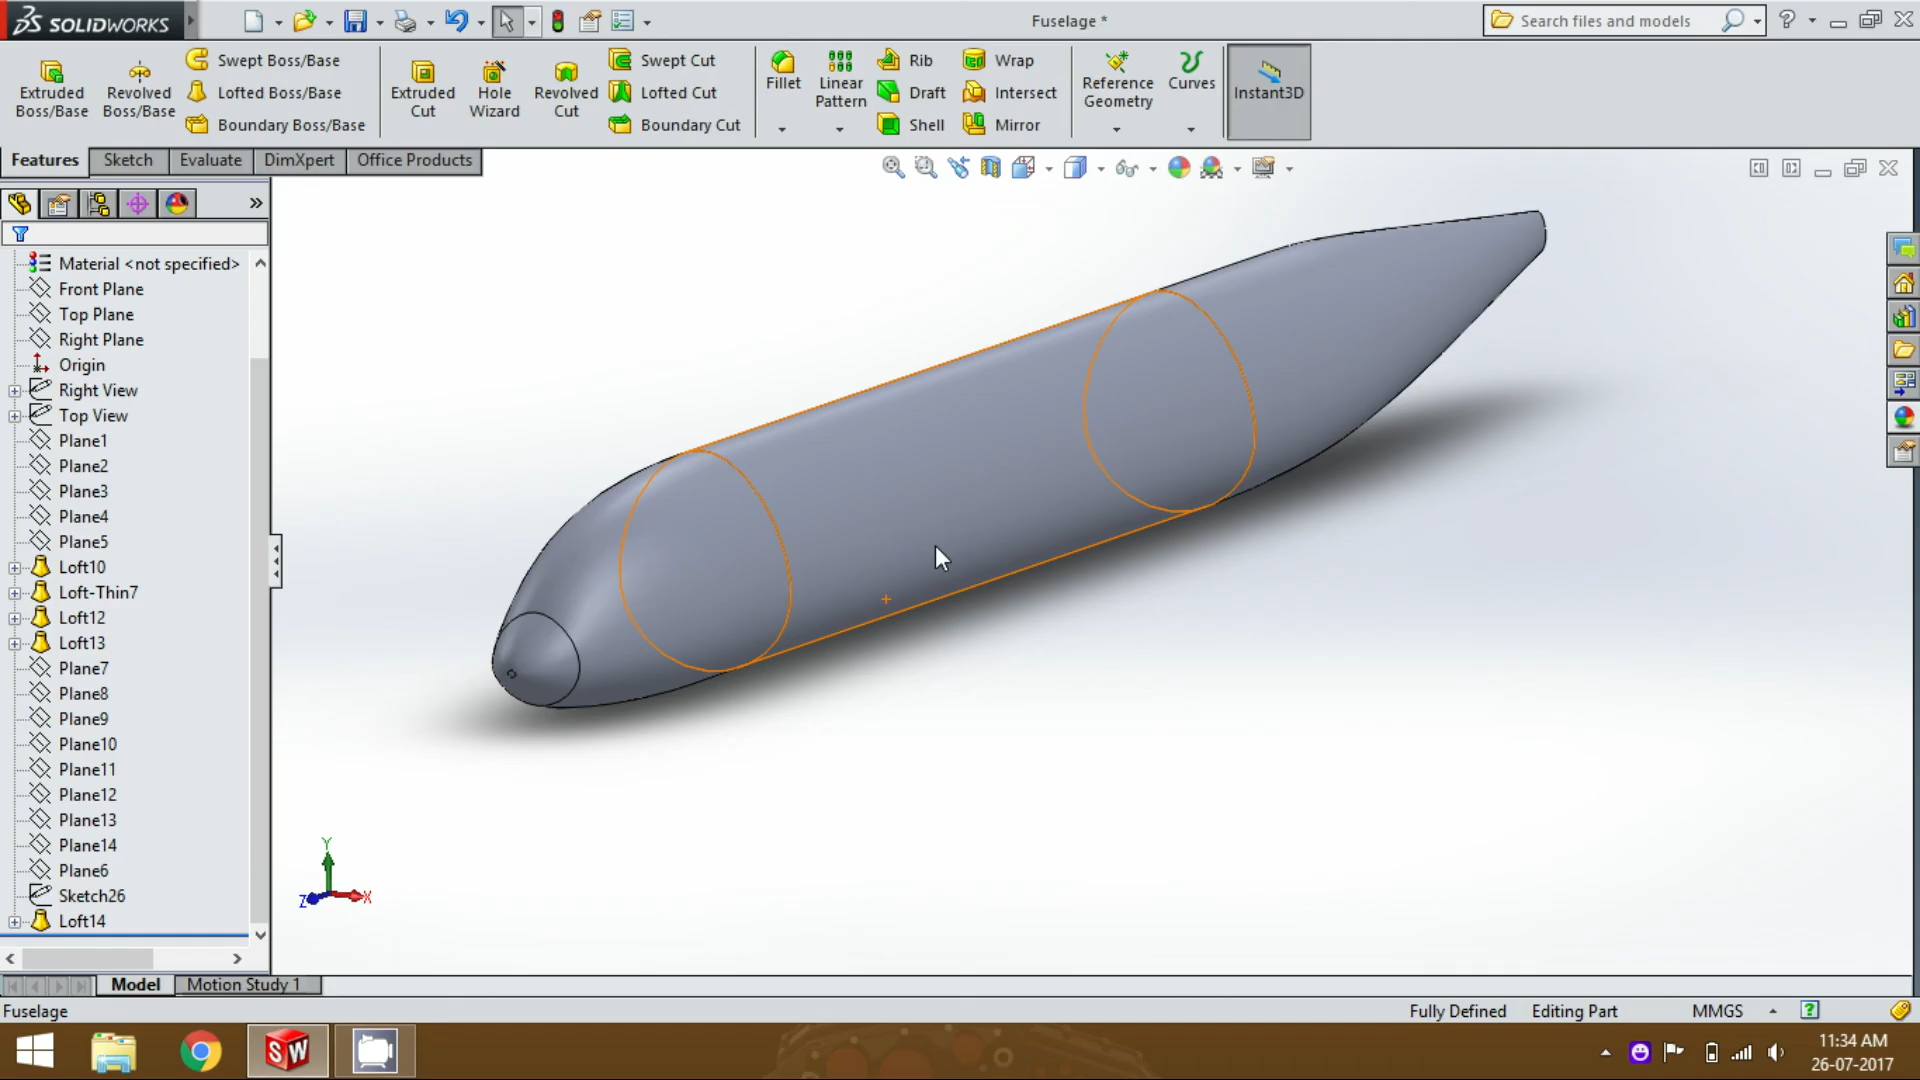 SOLIDWORKS
Fuselage *
Search files and models
Extruded Boss/Base
Revolved Boss/Base
Swept Boss/Base
Lofted Boss/Base
Boundary Boss/Base
Extruded Cut
Hole Wizard
Revolved Cut
Swept Cut
Lofted Cut
Boundary Cut
Fillet
Linear Pattern
Rib
Draft
Shell
Wrap
Intersect
Mirror
Reference Geometry
Curves
Instant3D
Features
Sketch
Evaluate
DimXpert
Office Products
Material <not specified>
Front Plane
Top Plane
Right Plane
Origin
Right View
Top View
Plane1
Plane2
Plane3
Plane4
Plane5
Loft10
Loft-Thin7
Loft12
Loft13
Plane7
Plane8
Plane9
Plane10
Plane11
Plane12
Plane13
Plane14
Plane6
Sketch26
Loft14
Y
Z
X
Model
Motion Study 1
Fuselage
Fully Defined
Editing Part
MMGS
SW
11:34 AM
26-07-2017